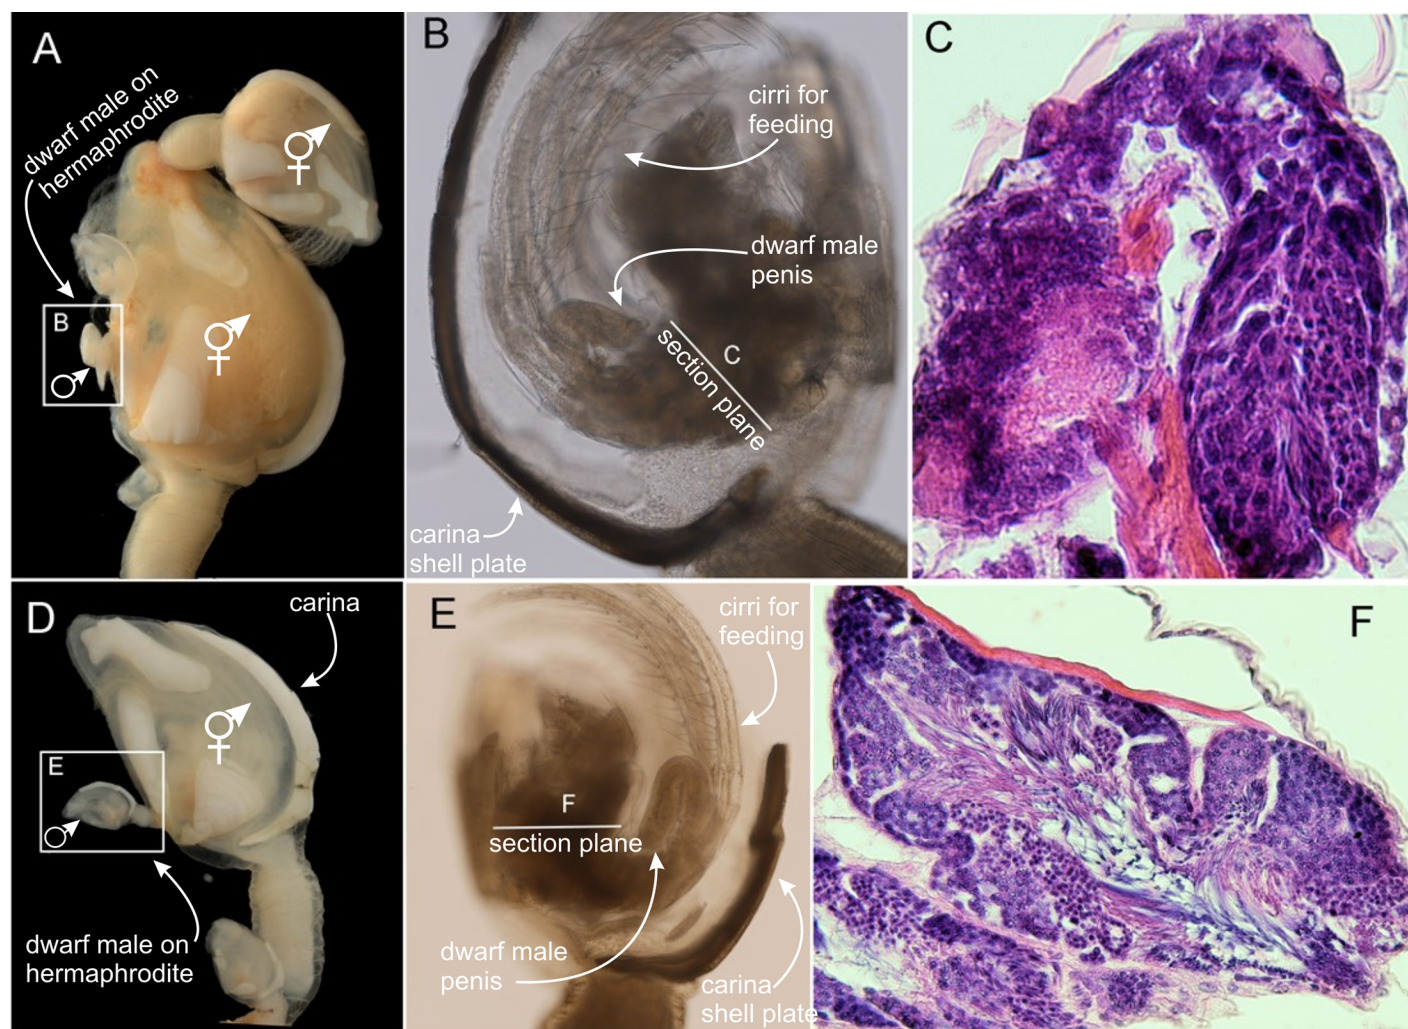 A
dwarf male on
hermaphrodite
B
B
cirri for
feeding
dwarf male
penis
C
section plane
carina
shell plate
C
D
carina
E
dwarf male on
hermaphrodite
E
cirri for
feeding
F
section plane
dwarf male
penis
carina
shell plate
F